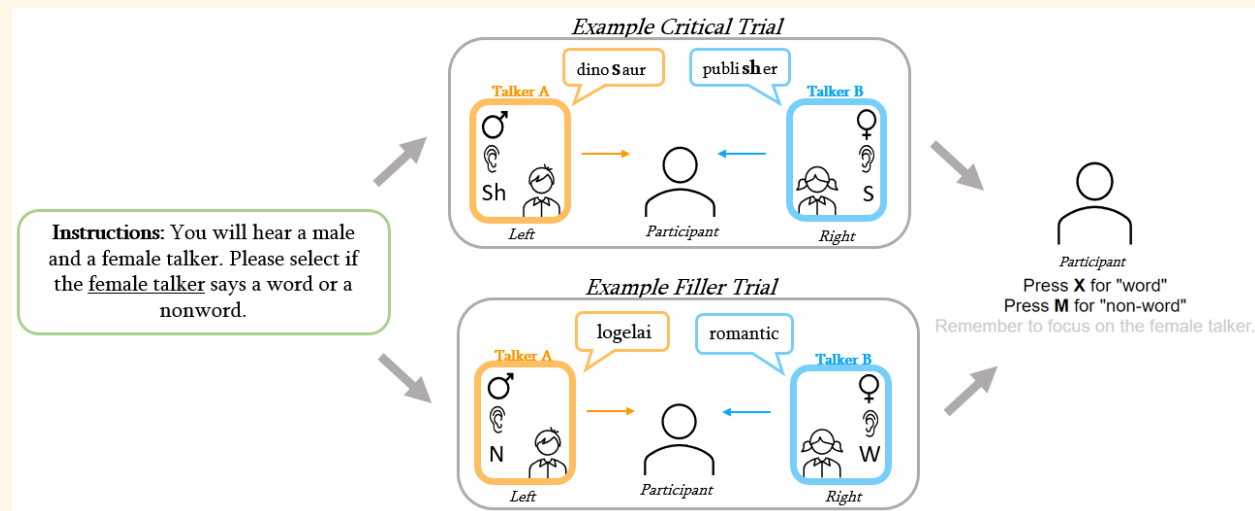 Example Critical Trial
dinosaur
publisher
Talker A
Talker B
Sh
S
Left
Participant
Right
Instructions: You will hear a male
and a female talker. Please select if
the female talker says a word or a
nonword.
Example Filler Trial
logelai
romantic
Talker A
Talker B
N
W
Left
Participant
Right
Participant
Press X for "word"
Press M for "non-word"
Remember to focus on the female talker.